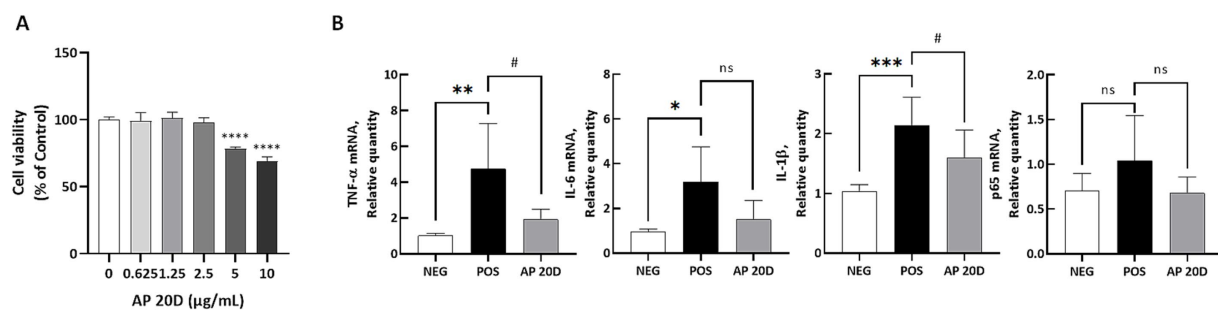 A
Cell viability
(% of Control)
150
100
50
0
****
****
0 0.625 1.25 2.5 5 10
AP 20D (µg/mL)
B
TNF-α mRNA,
Relative quantity
10
8
6
4
2
0
**
#
NEG POS AP 20D
IL-6 mRNA,
Relative quantity
8
6
4
2
0
*
ns
NEG POS AP 20D
IL-1β,
Relative quantity
3
2
1
0
***
#
NEG POS AP 20D
p65 mRNA,
Relative quantity
2.0
1.5
1.0
0.5
0.0
ns
ns
NEG POS AP 20D